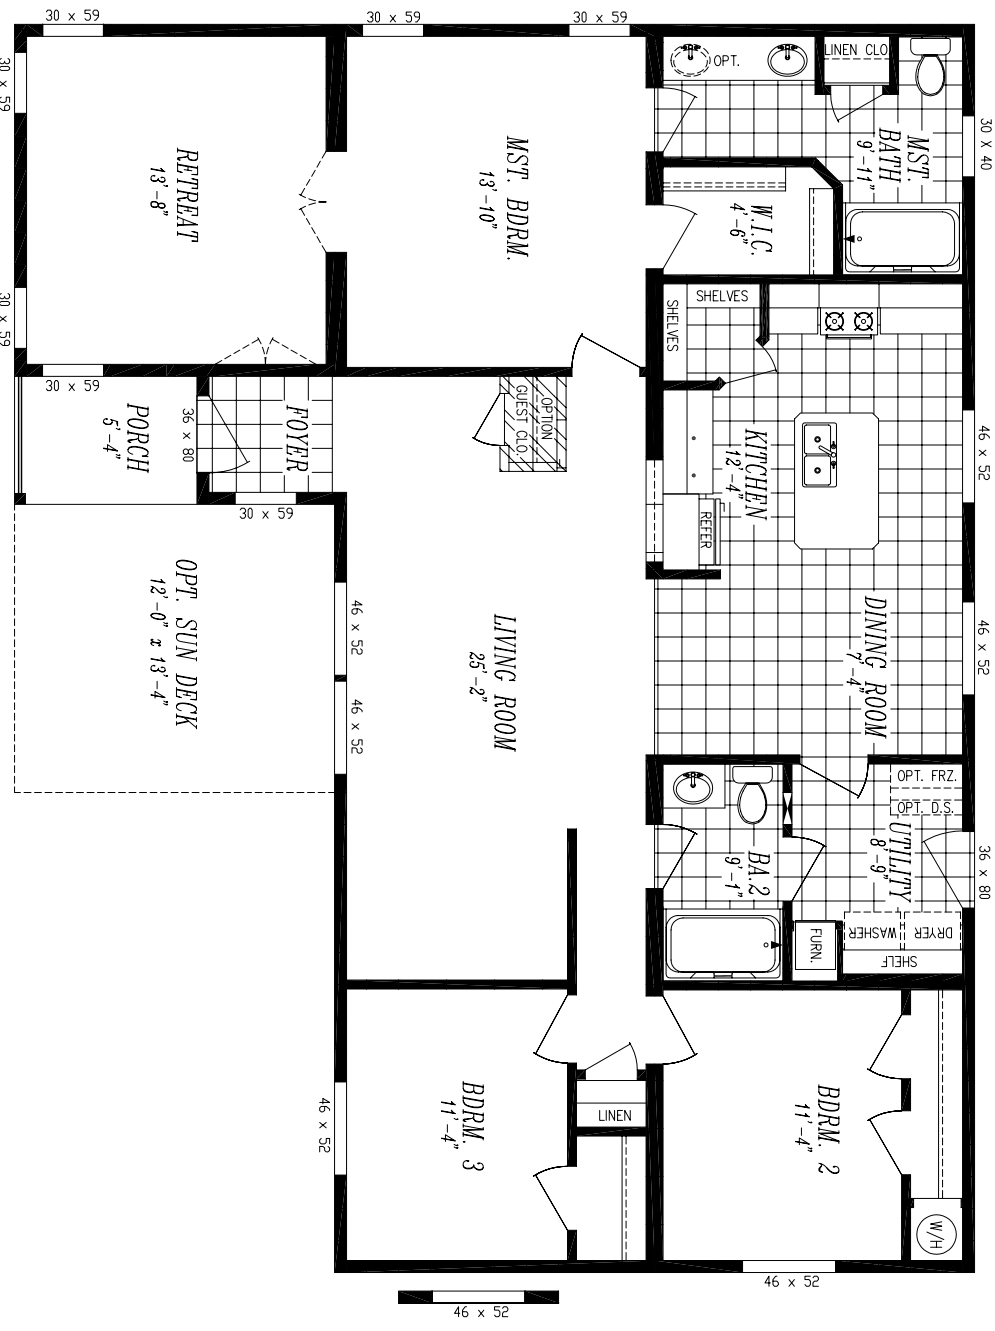 30 x 59
30 x 59
30 x 59
30 x 59
30 x 59
30 x 59
RETREAT
13'-8"
MST. BDRM.
13'-10"
OPT.
LINEN CLO.
MST.
BATH
9'-11"
30 x 40
W.I.C.
4'-6"
SHELVES
SHELVES
PORCH
5'-4"
36 x 80
FOYER
30 x 59
OPTION
GUEST CLO.
KITCHEN
12'-4"
REFER
46 x 52
OPT. SUN DECK
12'-0" x 13'-4"
46 x 52
46 x 52
LIVING ROOM
25'-2"
DINING ROOM
7'-4"
46 x 52
OPT. FRZ.
OPT. D.S.
UTILITY
8'-9"
36 x 80
BA.2
9'-1"
FURN.
WASHER
DRYER
SHELF
BDRM. 3
11'-4"
46 x 52
LINEN
BDRM. 2
11'-4"
W/H
46 x 52
46 x 52